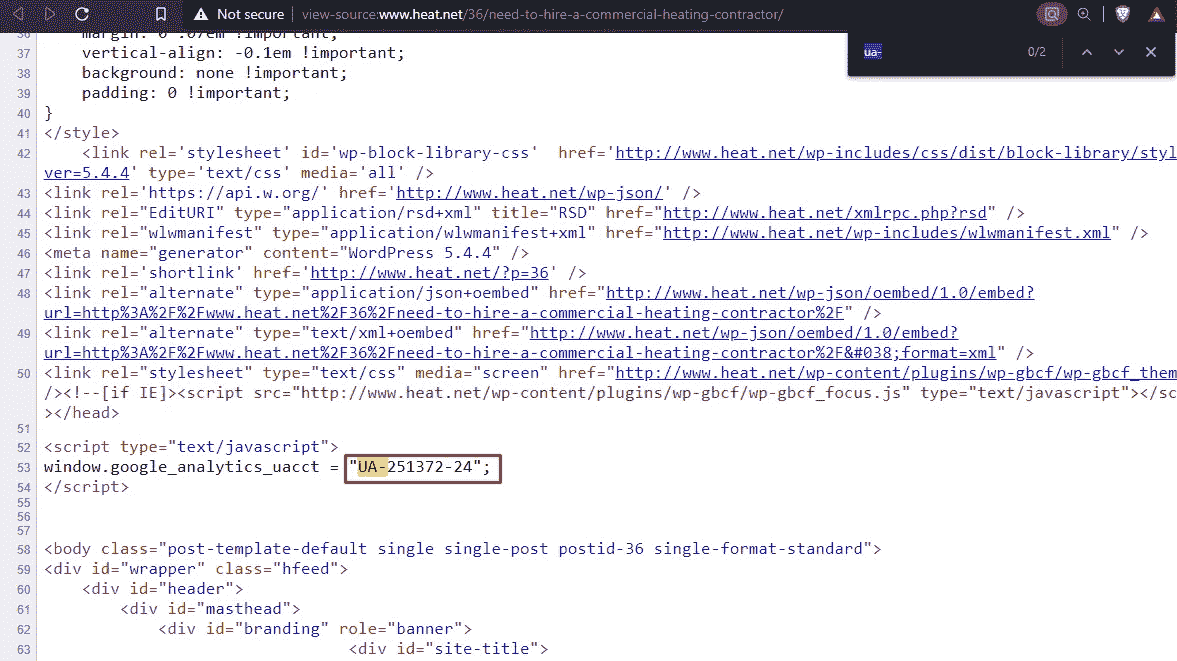 Not secure view-source:www.heat.net/36/need-to-hire-a-commercial-heating-contractor/
ua- 0/2
36 margin: 0 .07em !important;
37 vertical-align: -0.1em !important;
38 background: none !important;
39 padding: 0 !important;
40 }
41 </style>
42 <link rel='stylesheet' id='wp-block-library-css' href='http://www.heat.net/wp-includes/css/dist/block-library/styl
ver=5.4.4' type='text/css' media='all' />
43 <link rel='https://api.w.org/' href='http://www.heat.net/wp-json/' />
44 <link rel="EditURI" type="application/rsd+xml" title="RSD" href="http://www.heat.net/xmlrpc.php?rsd" />
45 <link rel="wlwmanifest" type="application/wlwmanifest+xml" href="http://www.heat.net/wp-includes/wlwmanifest.xml" />
46 <meta name="generator" content="WordPress 5.4.4" />
47 <link rel='shortlink' href='http://www.heat.net/?p=36' />
48 <link rel="alternate" type="application/json+oembed" href="http://www.heat.net/wp-json/oembed/1.0/embed?
url=http%3A%2F%2Fwww.heat.net%2F36%2Fneed-to-hire-a-commercial-heating-contractor%2F" />
49 <link rel="alternate" type="text/xml+oembed" href="http://www.heat.net/wp-json/oembed/1.0/embed?
url=http%3A%2F%2Fwww.heat.net%2F36%2Fneed-to-hire-a-commercial-heating-contractor%2F&#038;format=xml" />
50 <link rel="stylesheet" type="text/css" media="screen" href="http://www.heat.net/wp-content/plugins/wp-gbcf/wp-gbcf_them
/><!--[if IE]><script src="http://www.heat.net/wp-content/plugins/wp-gbcf/wp-gbcf_focus.js" type="text/javascript"></sc
></head>
51
52 <script type="text/javascript">
53 window.google_analytics_uacct = "UA-251372-24";
54 </script>
55
56
57
58 <body class="post-template-default single single-post postid-36 single-format-standard">
59 <div id="wrapper" class="hfeed">
60 <div id="header">
61 <div id="masthead">
62 <div id="branding" role="banner">
63 <div id="site-title">